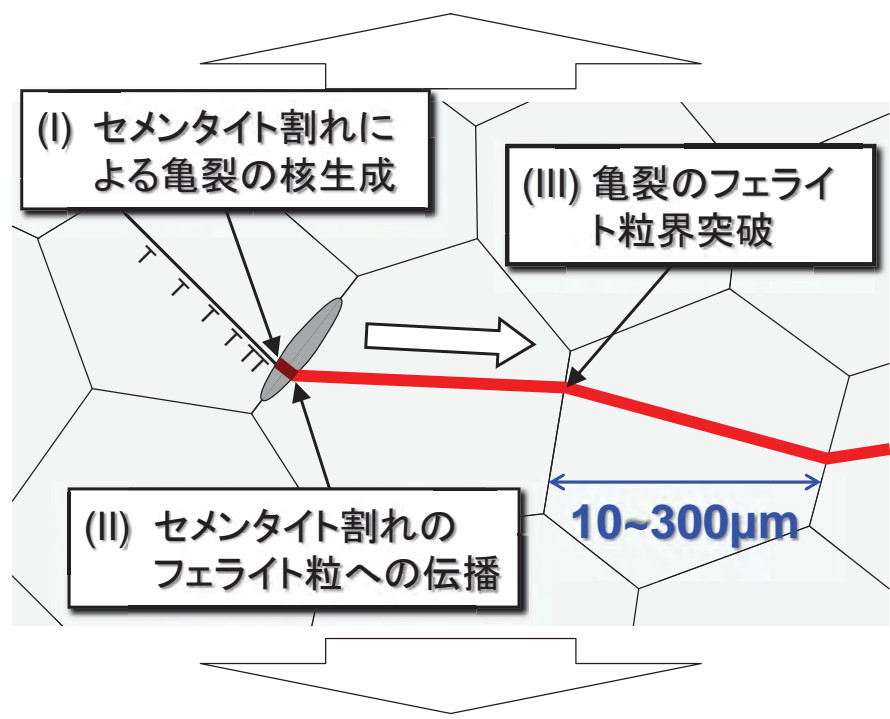 (I) セメンタイト割れに
よる亀裂の核生成
(III) 亀裂のフェライ
ト粒界突破
(II) セメンタイト割れの
フェライト粒への伝播
10~300μm